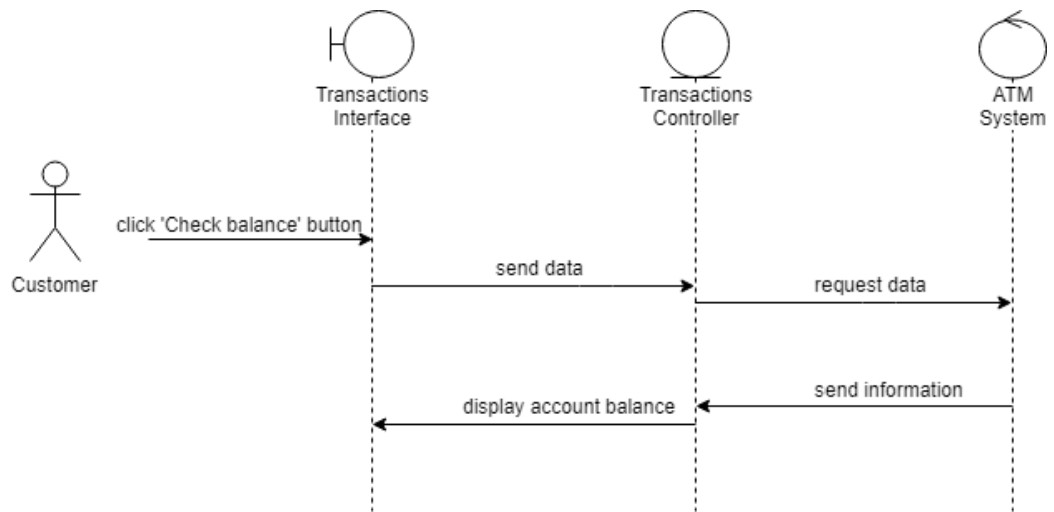 Transactions
Interface
Transactions
Controller
ATM
System
Customer
click 'Check balance' button
send data
request data
send information
display account balance